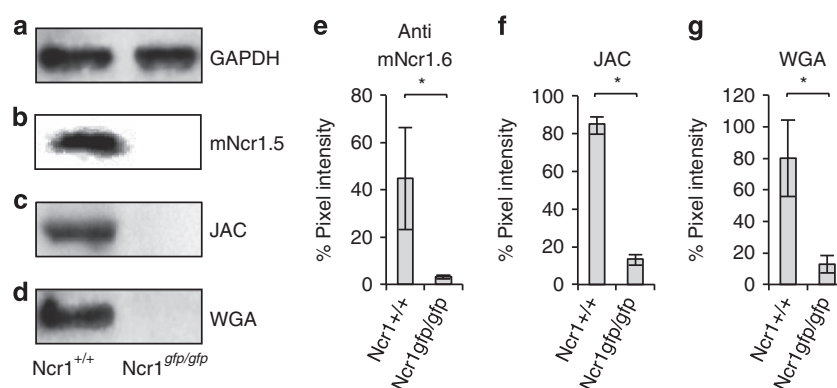 a
GAPDH
b
mNcr1.5
c
JAC
d
WGA
Ncr1+/+ Ncr1gfp/gfp
e
Anti
mNcr1.6
*
80
60
40
20
0
% Pixel intensity
Ncr1+/+
Ncr1gfp/gfp
f
JAC
*
100
80
60
40
20
0
% Pixel intensity
Ncr1+/+
Ncr1gfp/gfp
g
WGA
*
120
100
80
60
40
20
0
% Pixel intensity
Ncr1+/+
Ncr1gfp/gfp